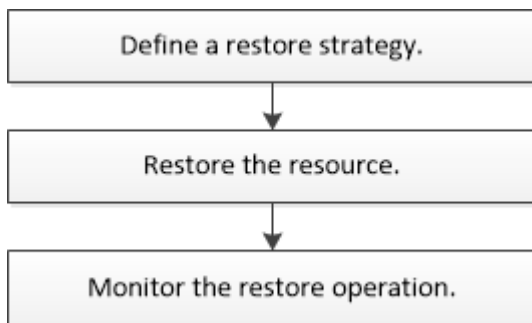 Define a restore strategy.
Restore the resource.
Monitor the restore operation.